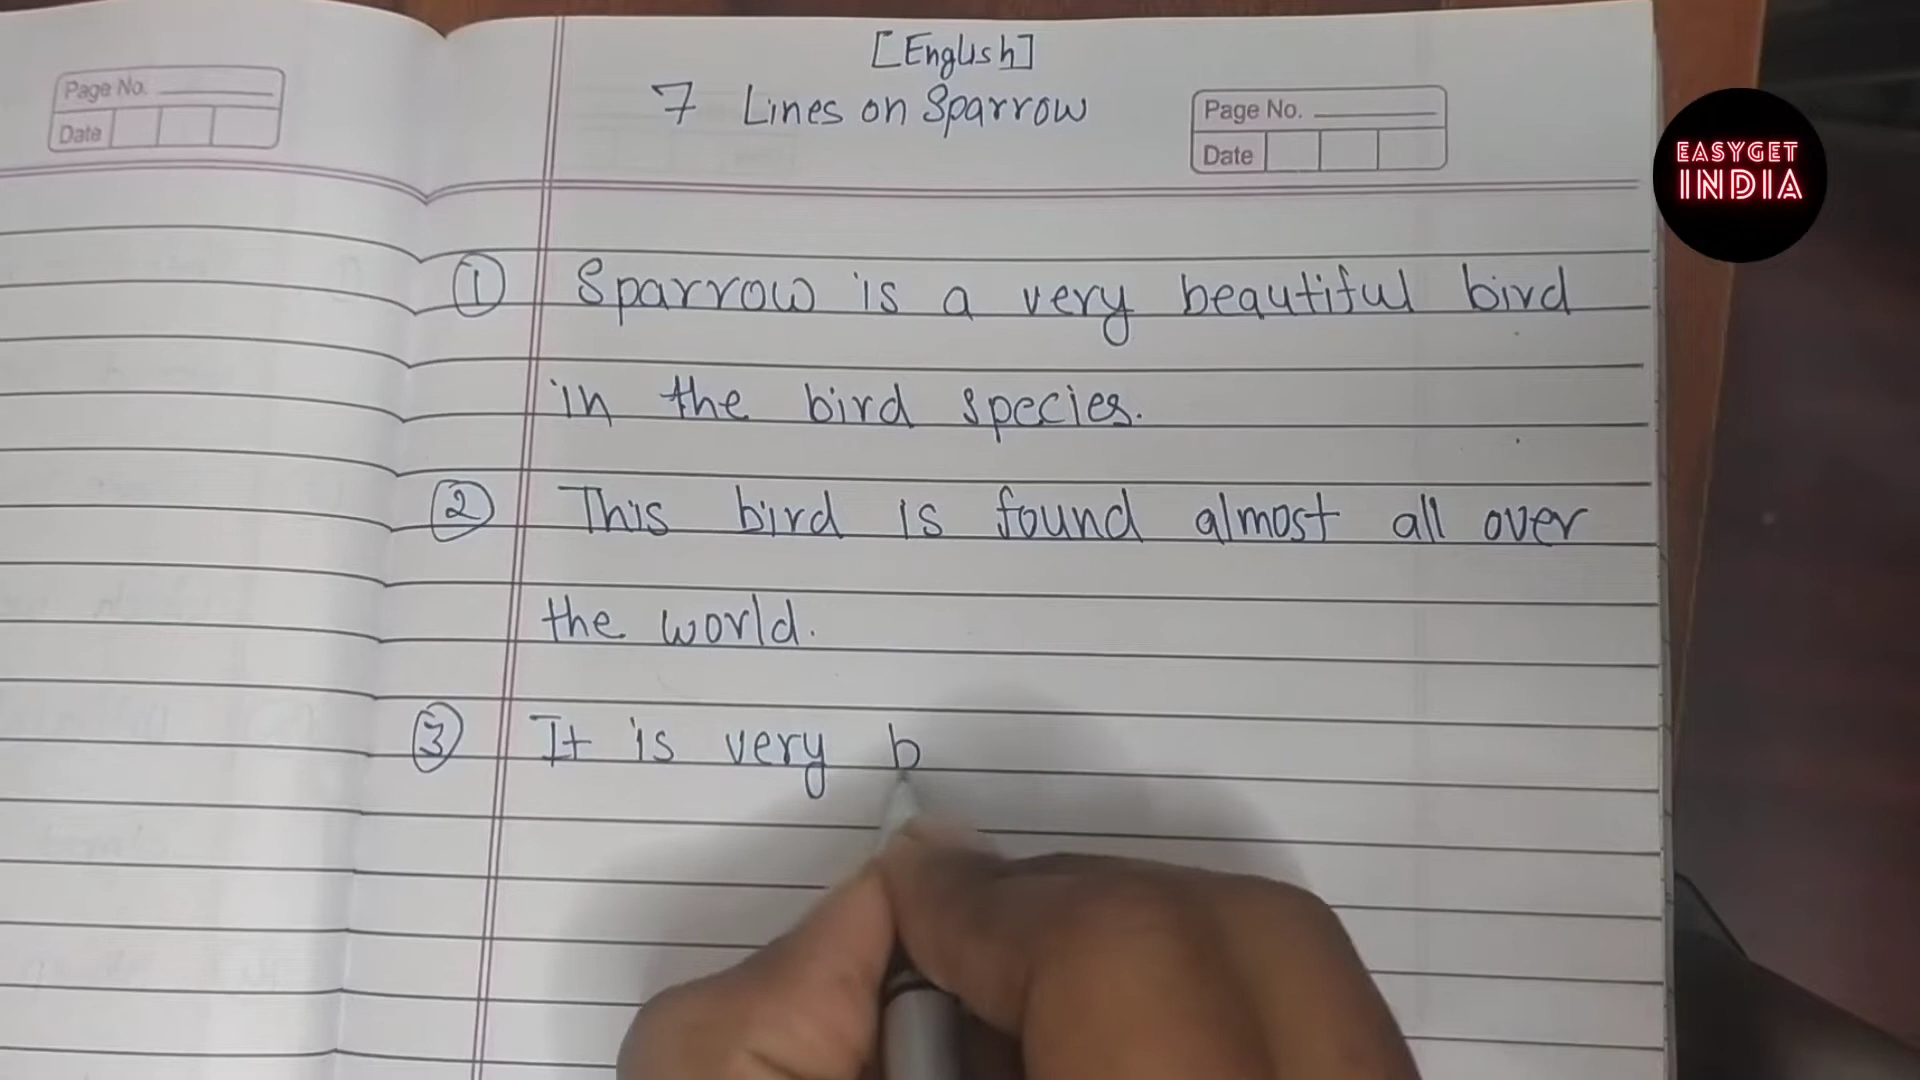 [English]
7 Lines on Sparrow
Page No.
Date
Page No.
Date
EASYGET
INDIA
① Sparrow is a very beautiful bird
in the bird species.
② This bird is found almost all over
the world.
③ It is very b